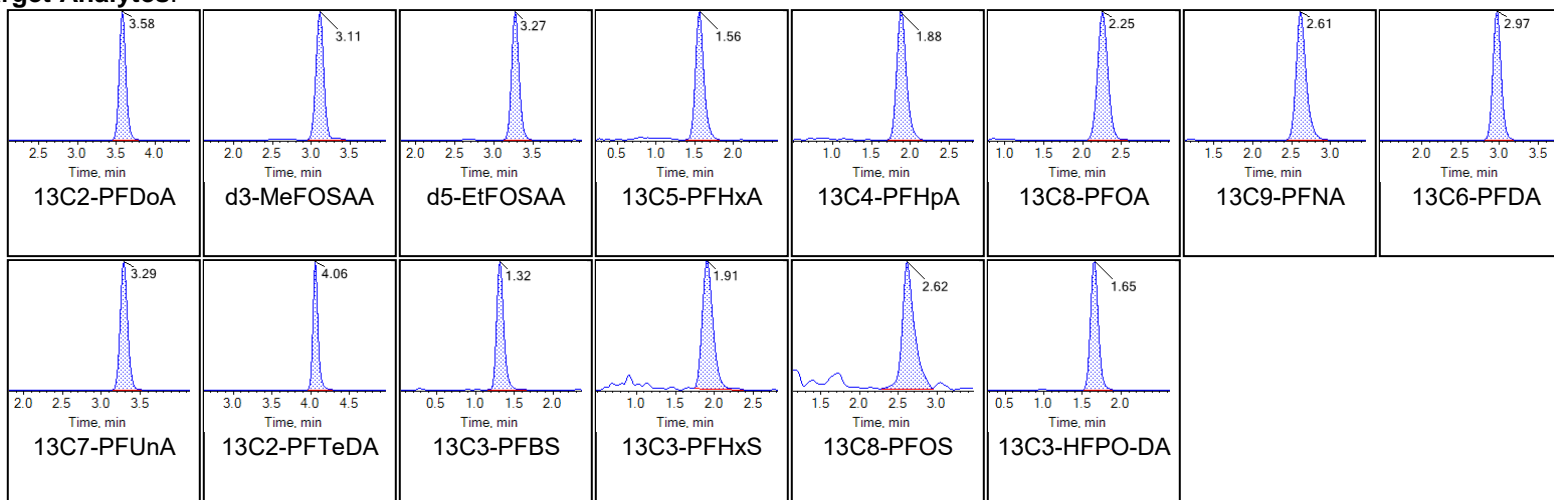 rget Analytes:
3.58 3.11 3.27 1.56 1.88 2.25 2.61 2.97
2.5 3.0 3.5 4.0 2.0 2.5 3.0 3.5 2.0 2.5 3.0 3.5 0.5 1.0 1.5 2.0 1.0 1.5 2.0 2.5 1.0 1.5 2.0 2.5 1.5 2.0 2.5 3.0 2.0 2.5 3.0 3.5
Time, min Time, min Time, min Time, min Time, min Time, min Time, min Time, min
13C2-PFDoA d3-MeFOSAA d5-EtFOSAA 13C5-PFHxA 13C4-PFHpA 13C8-PFOA 13C9-PFNA 13C6-PFDA
3.29 4.06 1.32 1.91 2.62 1.65
2.0 2.5 3.0 3.5 3.0 3.5 4.0 4.5 0.5 1.0 1.5 2.0 1.0 1.5 2.0 2.5 1.5 2.0 2.5 3.0 0.5 1.0 1.5 2.0
Time, min Time, min Time, min Time, min Time, min Time, min
13C7-PFUnA 13C2-PFTeDA 13C3-PFBS 13C3-PFHxS 13C8-PFOS 13C3-HFPO-DA